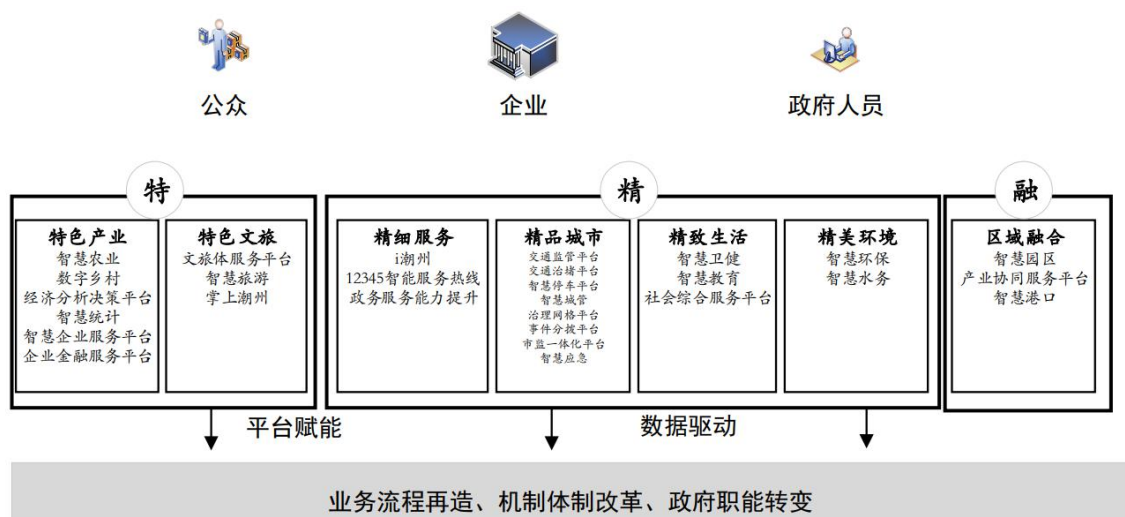 公众
企业
政府人员
特
精
融
特色产业
智慧农业
数字乡村
经济分析决策平台
智慧统计
智慧企业服务平台
企业金融服务平台
特色文旅
文旅体服务平台
智慧旅游
掌上潮州
精细服务
i潮州
12345智能服务热线
政务服务能力提升
精品城市
交通监管平台
交通治堵平台
智慧停车平台
智慧城管
治理网格平台
事件分拨平台
市监一体化平台
智慧应急
精致生活
智慧卫健
智慧教育
社会综合服务平台
精美环境
智慧环保
智慧水务
区域融合
智慧园区
产业协同服务平台
智慧港口
平台赋能
数据驱动
业务流程再造、机制体制改革、政府职能转变